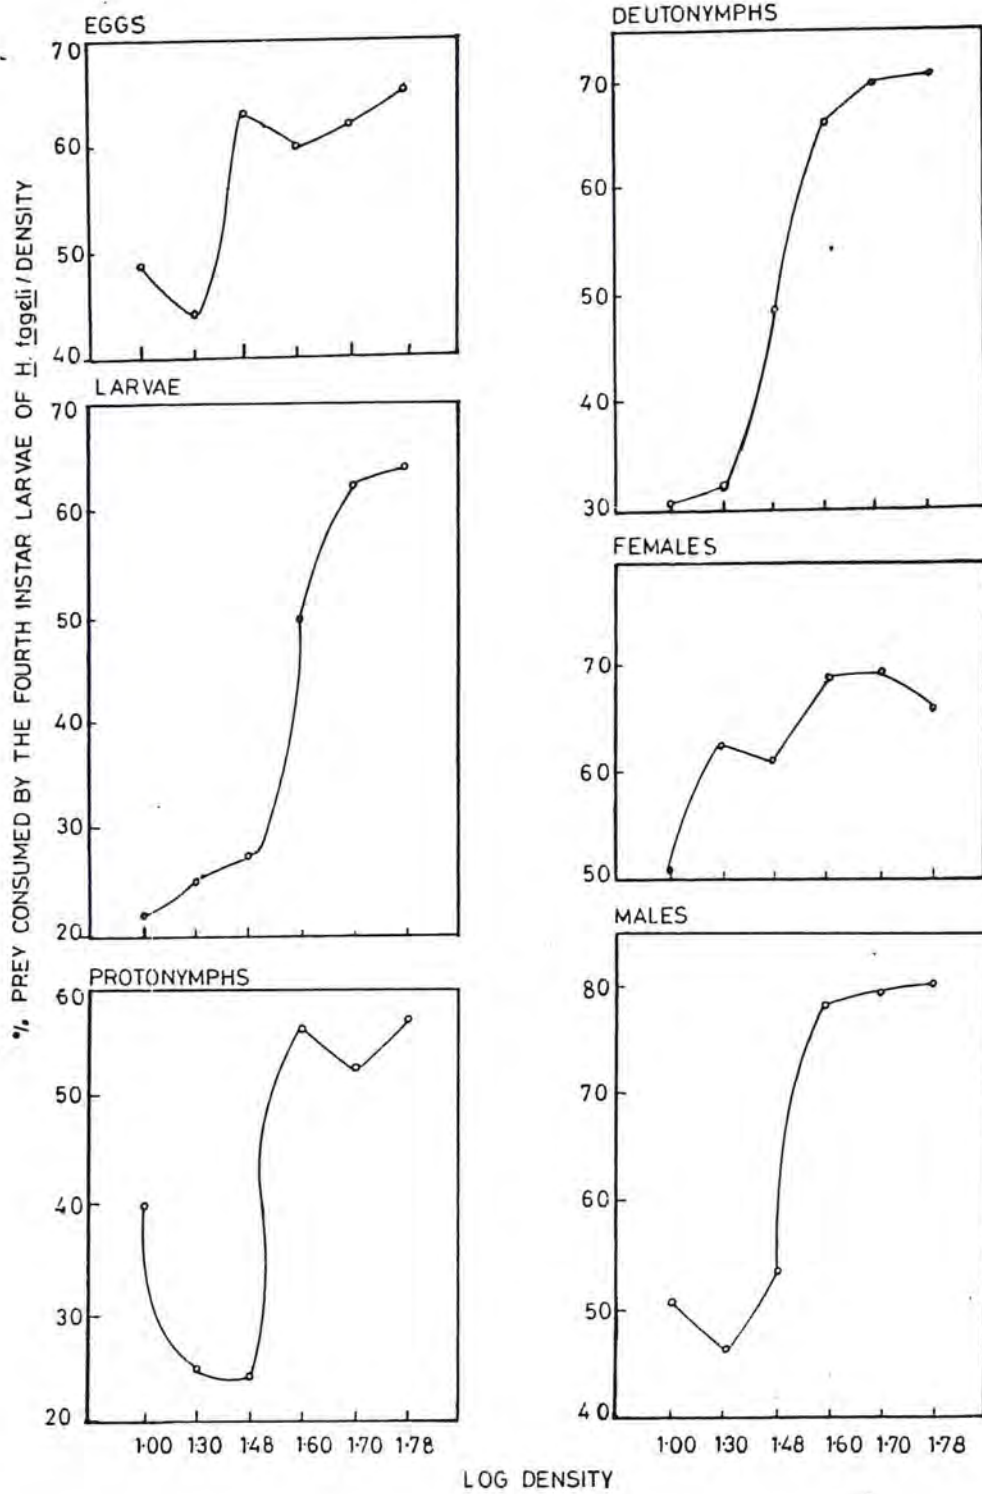 EGGS
70
60
50
40
LARVAE
70
60
50
40
30
20
PROTONYMPHS
60
50
40
30
20
1·00 1·30 1·48 1·60 1·70 1·78
DEUTONYMPHS
70
60
50
40
30
FEMALES
70
60
50
MALES
80
70
60
50
40
1·00 1·30 1·48 1·60 1·70 1·78
% PREY CONSUMED BY THE FOURTH INSTAR LARVAE OF H. fageli / DENSITY
LOG DENSITY